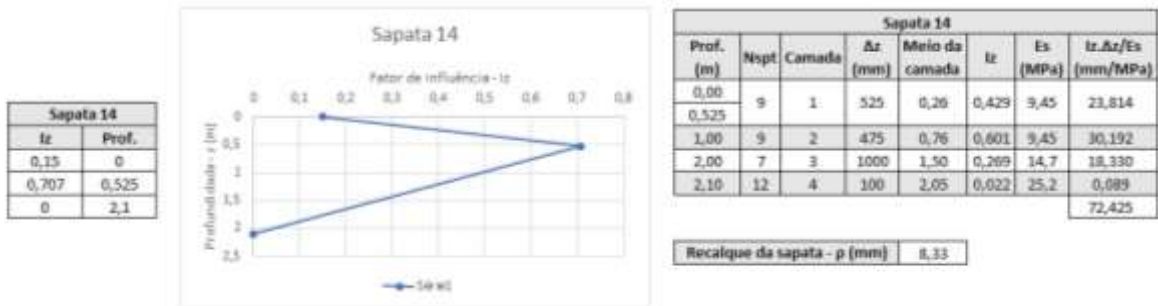 Sapata 14
Iz Prof.
0,15 0
0,707 0,525
0 2,1
Sapata 14
Fator de Influência - Iz
0 0,1 0,2 0,3 0,4 0,5 0,6 0,7 0,8
Profundidada - z (m)
0
0,5
1
1,5
2
2,5
Série1
Sapata 14
Prof. (m) Nspt Camada Δz (mm) Meio da camada Iz Es (MPa) Iz.Δz/Es (mm/MPa)
0,00
0,525 9 1 525 0,26 0,429 9,45 23,814
1,00 9 2 475 0,76 0,601 9,45 30,192
2,00 7 3 1000 1,50 0,269 14,7 18,330
2,10 12 4 100 2,05 0,022 25,2 0,089
72,425
Recalque da sapata - ρ (mm) 8,33